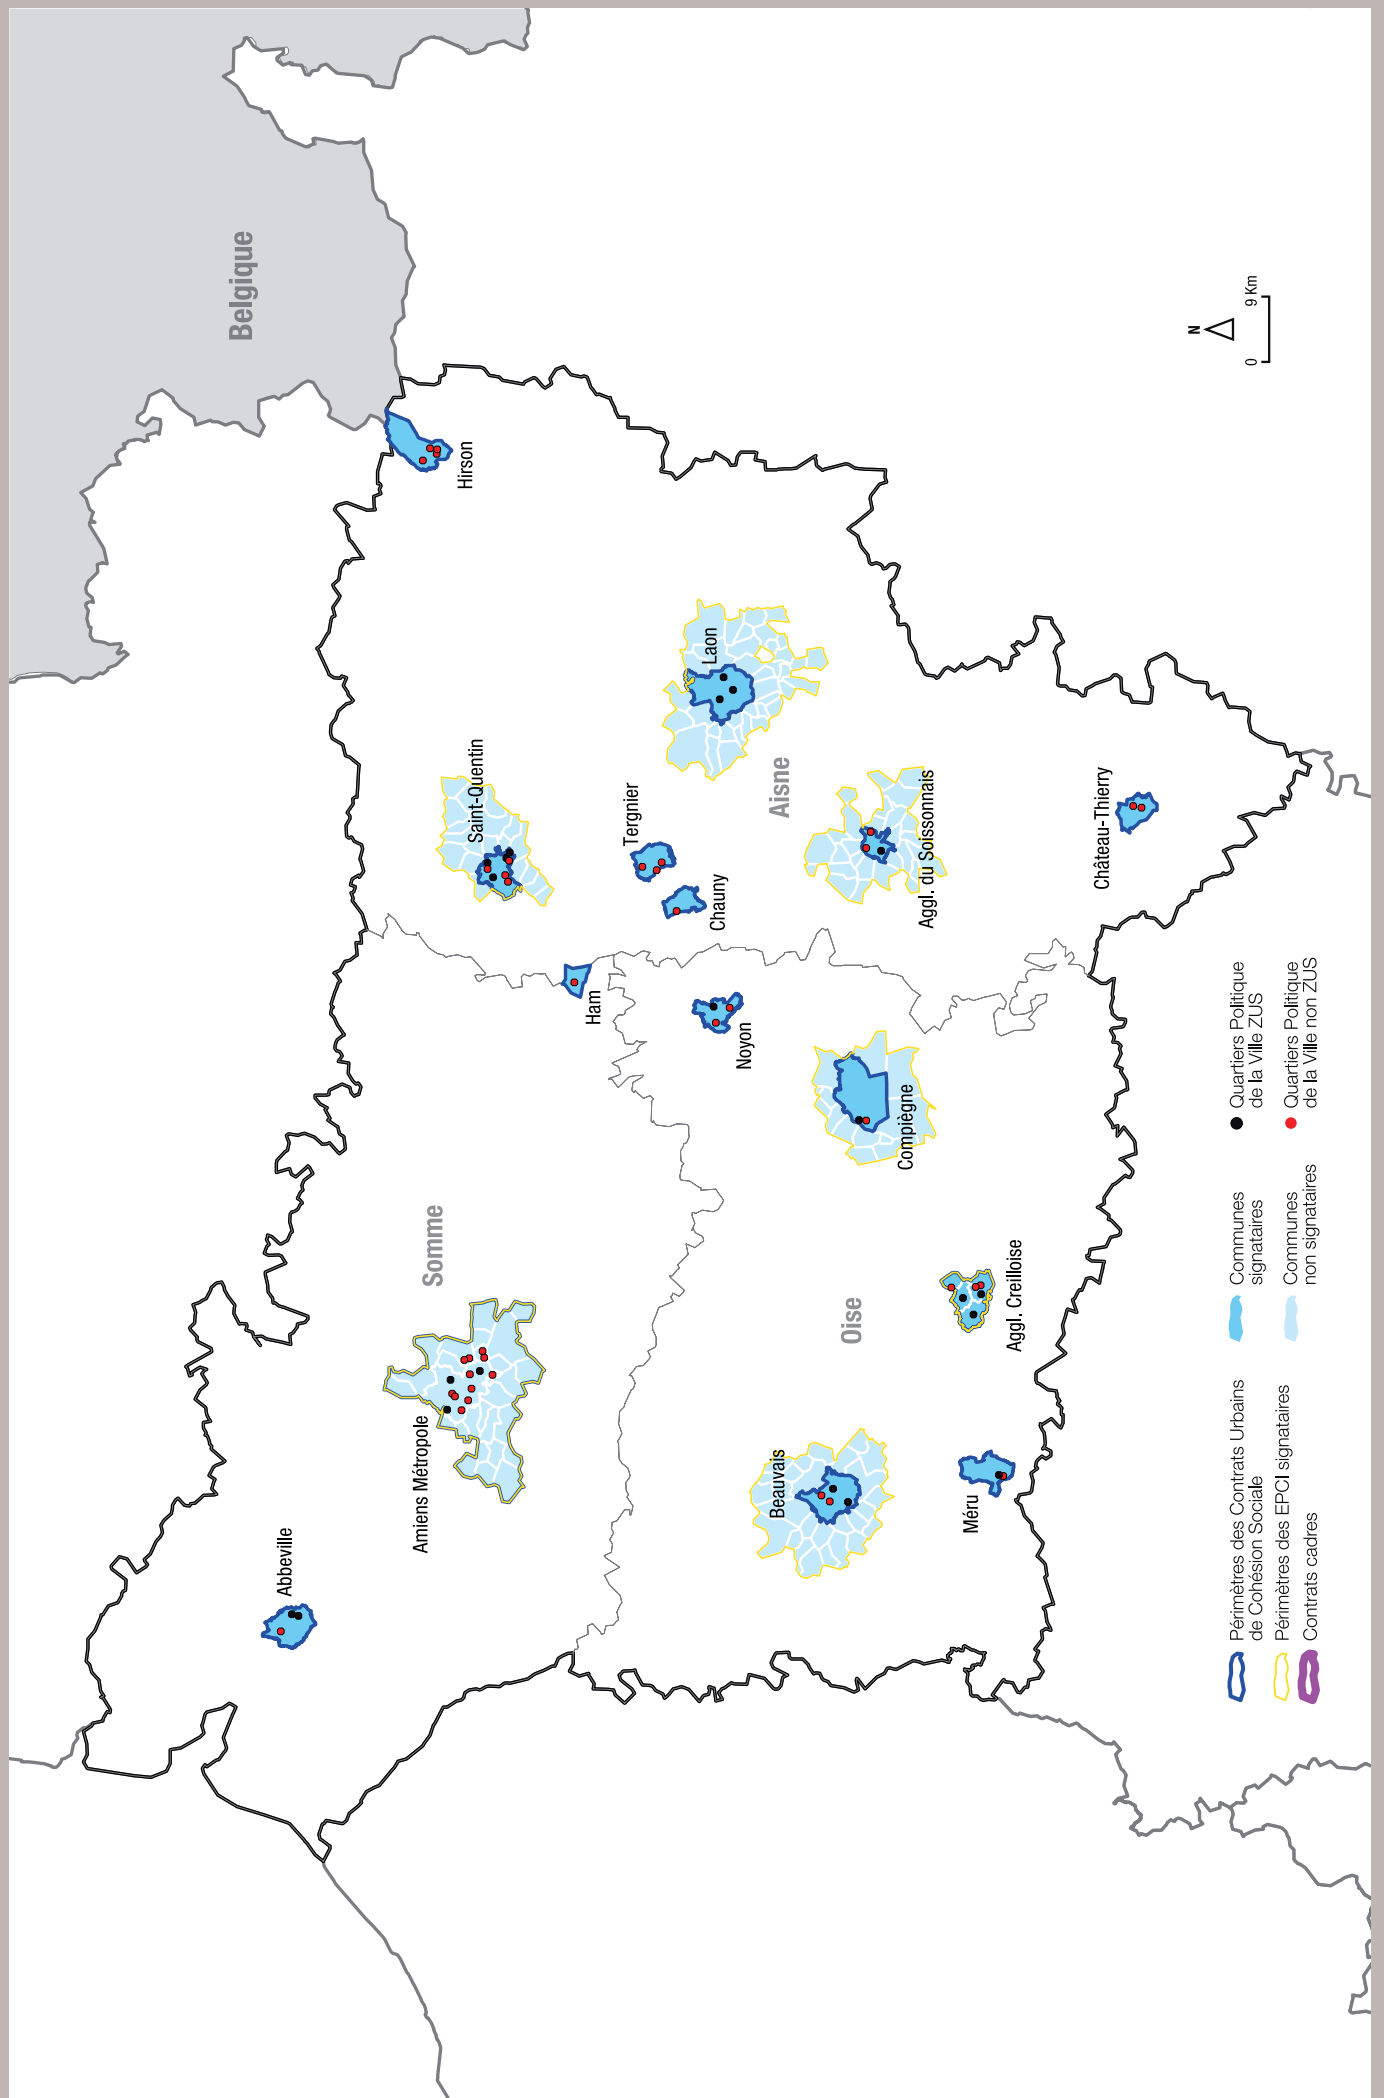 Belgique
Hirson
Abbeville
Somme
Saint-Quentin
Amiens Métropole
Ham
Tergnier
Chauny
Laon
Noyon
Aisne
Beauvais
Oise
Compiègne
Aggl. du Soissonnais
Méru
Aggl. Creilloise
Château-Thierry
N
0
9 Km
Périmètres des Contrats Urbains
de Cohésion Sociale
Périmètres des EPCI signataires
Contrats cadres
Communes
signataires
Communes
non signataires
Quartiers Politique
de la Ville ZUS
Quartiers Politique
de la Ville non ZUS